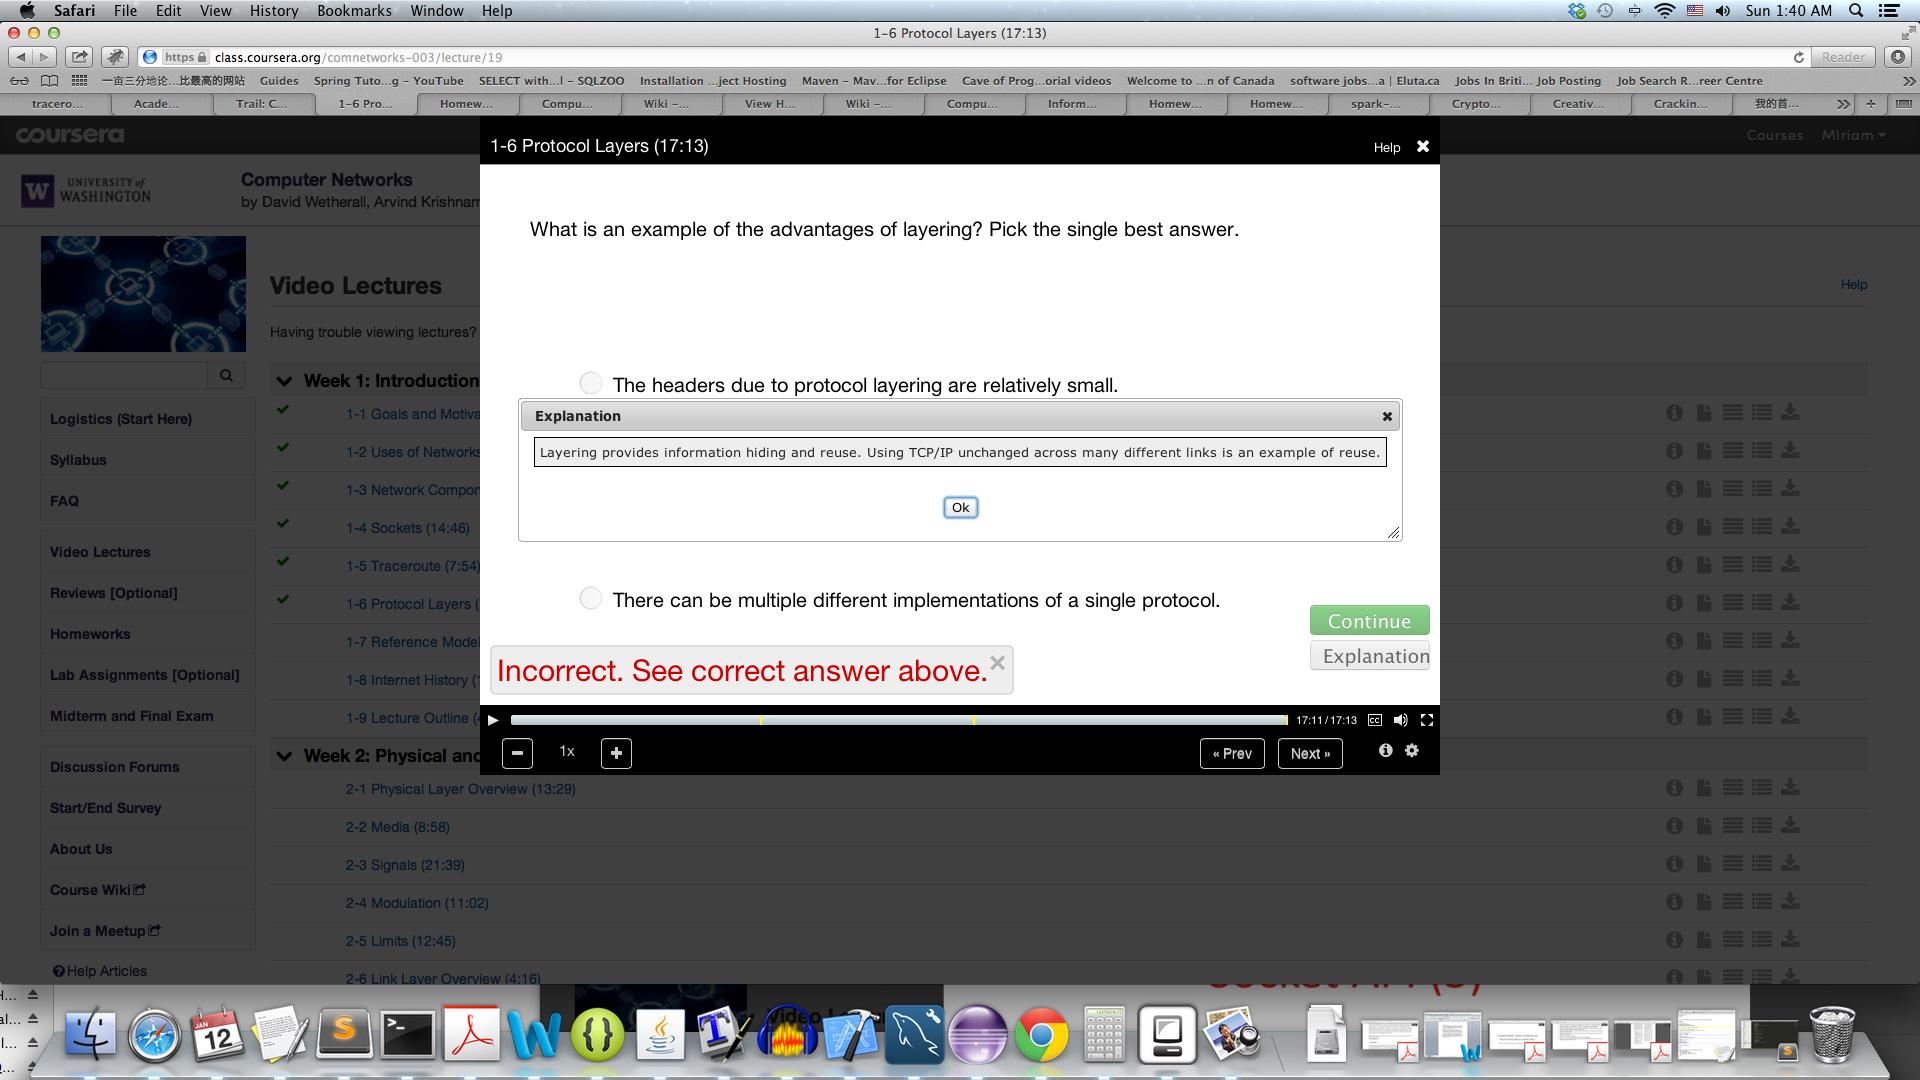 Safari File Edit View History Bookmarks Window Help Sun 1:40 AM
1-6 Protocol Layers (17:13)
https class.coursera.org/comnetworks-003/lecture/19 Reader
一亩三分地论...比最高的网站 Guides Spring Tuto...g - YouTube SELECT with...l - SQLZOO Installation ...ject Hosting Maven - Mav...for Eclipse Cave of Prog...orial videos Welcome to ...n of Canada software jobs...a | Eluta.ca Jobs In Briti... Job Posting Job Search R...reer Centre
tracero... Acade... Trail: C... 1-6 Pro... Homew... Compu... Wiki -... View H... Wiki -... Compu... Inform... Homew... Homew... spark-... Crypto... Creativ... Crackin... 我的首...
coursera Courses MIriam
1-6 Protocol Layers (17:13) Help
W UNIVERSITY of WASHINGTON
Computer Networks
by David Wetherall, Arvind Krishnam
What is an example of the advantages of layering? Pick the single best answer.
The headers due to protocol layering are relatively small.
Explanation
Layering provides information hiding and reuse. Using TCP/IP unchanged across many different links is an example of reuse.
Ok
There can be multiple different implementations of a single protocol.
Continue
Explanation
Incorrect. See correct answer above.
17:11 / 17:13 CC
1x « Prev Next »
Video Lectures
Help
Having trouble viewing lectures?
Week 1: Introduction
1-1 Goals and Motiva
1-2 Uses of Networks
1-3 Network Compon
1-4 Sockets (14:46)
1-5 Traceroute (7:54)
1-6 Protocol Layers (
1-7 Reference Model
1-8 Internet History (
1-9 Lecture Outline (
Week 2: Physical and
2-1 Physical Layer Overview (13:29)
2-2 Media (8:58)
2-3 Signals (21:39)
2-4 Modulation (11:02)
2-5 Limits (12:45)
2-6 Link Layer Overview (4:16)
Logistics (Start Here)
Syllabus
FAQ
Video Lectures
Reviews [Optional]
Homeworks
Lab Assignments [Optional]
Midterm and Final Exam
Discussion Forums
Start/End Survey
About Us
Course Wiki
Join a Meetup
Help Articles
JAN
12